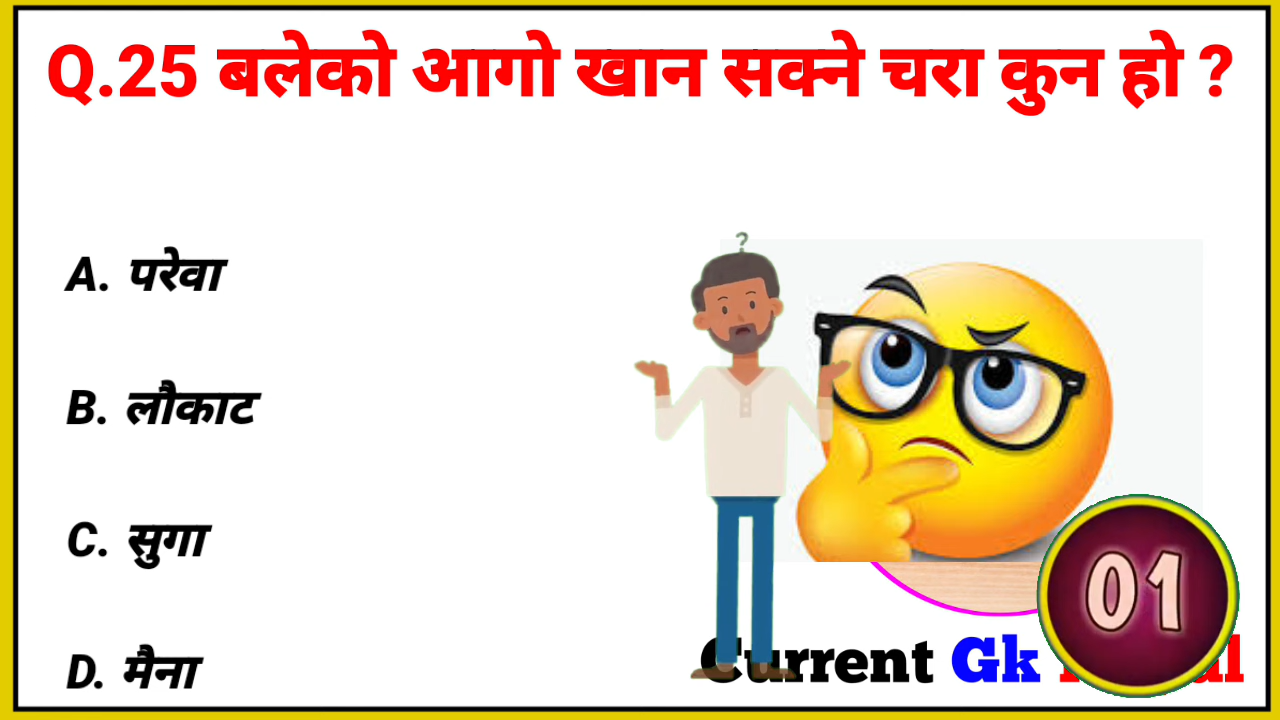 Q.25 बलेको आगो खान सक्ने चरा कुन हो ?
A. परेवा
B. लौकाट
C. सुगा
D. मैना
?
01
Current Gk